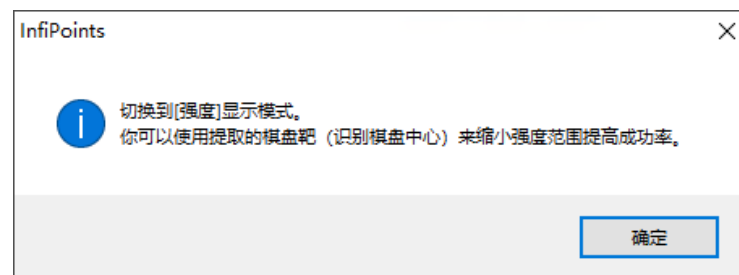 InfiPoints
切换到[强度]显示模式。
你可以使用提取的棋盘靶（识别棋盘中心）来缩小强度范围提高成功率。
确定